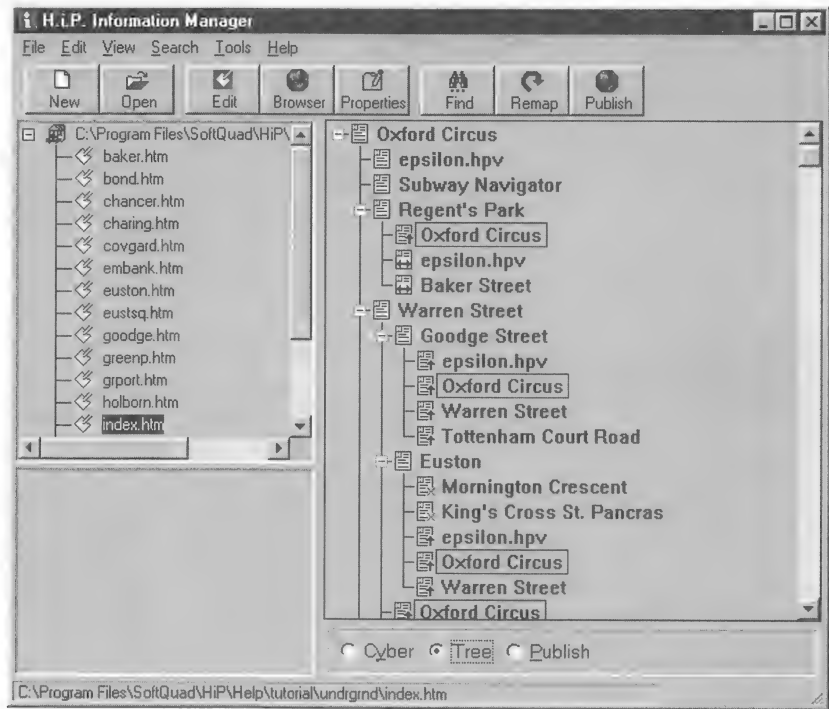 H.i.P. Information Manager
File Edit View Search Tools Help
New Open Edit Browser Properties Find Remap Publish
C:\Program Files\SoftQuad\HiP\
baker.htm
bond.htm
chancer.htm
charing.htm
covgard.htm
embank.htm
euston.htm
eustsq.htm
goodge.htm
greenp.htm
grport.htm
holborn.htm
index.htm
Oxford Circus
epsilon.hpv
Subway Navigator
Regent's Park
Oxford Circus
epsilon.hpv
Baker Street
Warren Street
Goodge Street
epsilon.hpv
Oxford Circus
Warren Street
Tottenham Court Road
Euston
Mornington Crescent
King's Cross St. Pancras
epsilon.hpv
Oxford Circus
Warren Street
Oxford Circus
Cyber Tree Publish
C:\Program Files\SoftQuad\HiP\Help\tutorial\undrgrnd\index.htm